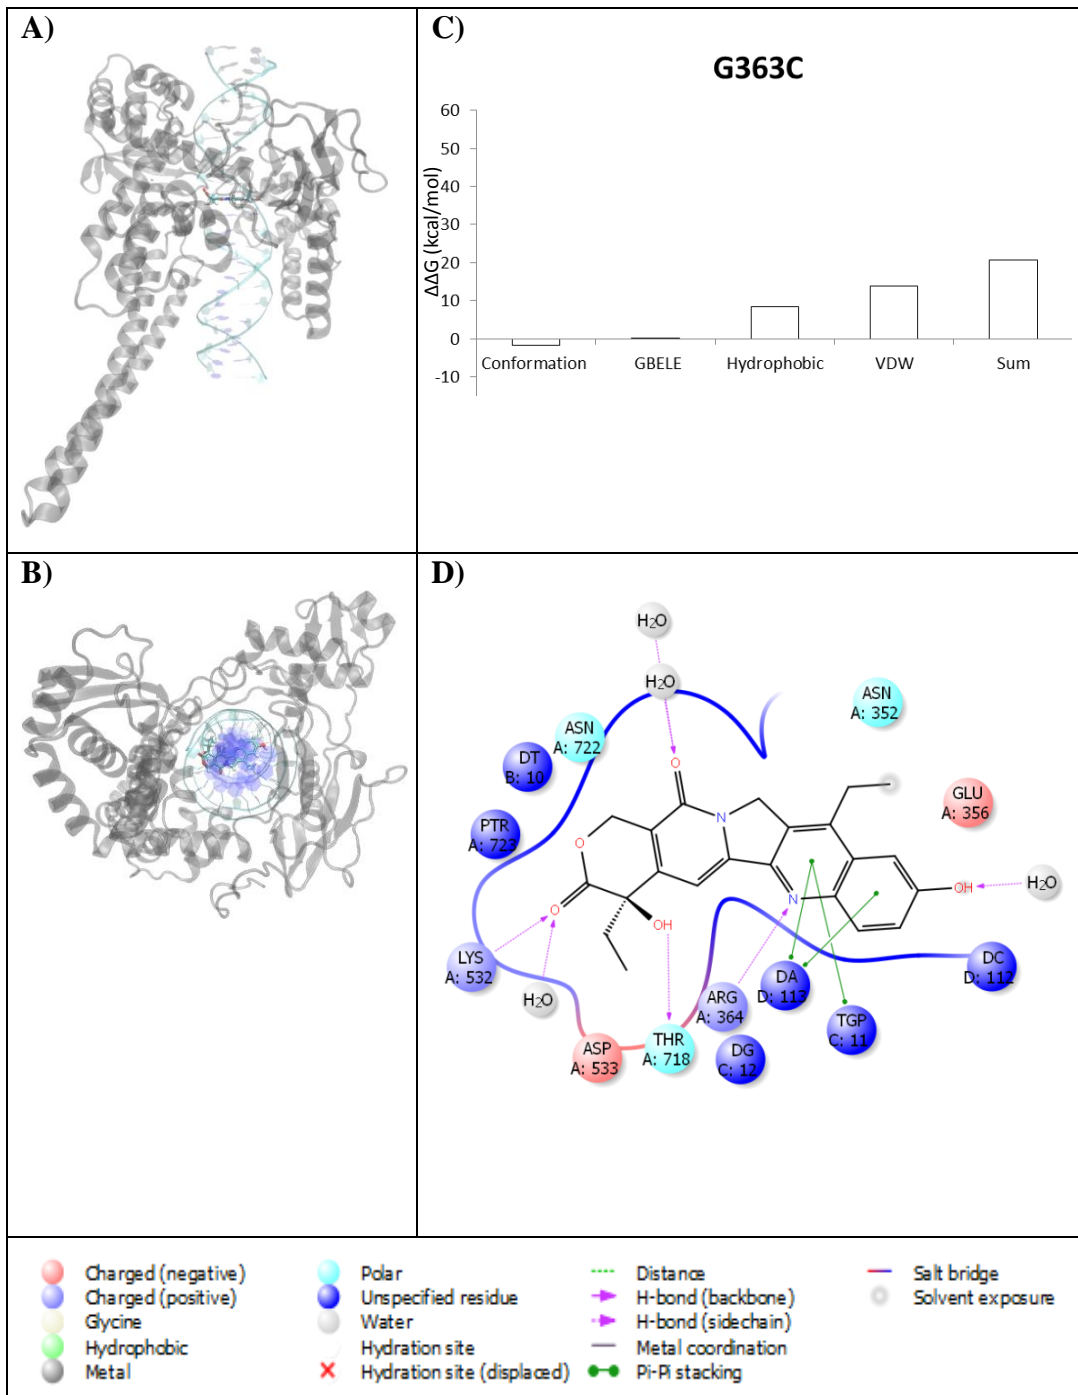 A)
C)
G363C
ΔΔG (kcal/mol)
60
50
40
30
20
10
0
-10
Conformation GBELE Hydrophobic VDW Sum
B)
D)
H₂O
H₂O
ASN
A: 352
ASN
A: 722
DT
B: 10
GLU
A: 356
PTR
A: 723
O
O
N
O
N
OH
H₂O
O
OH
LYS
A: 532
H₂O
DA
D: 113
DC
D: 112
ARG
A: 364
TGP
C: 11
ASP
A: 533
THR
A: 718
DG
C: 12
Charged (negative)
Charged (positive)
Glycine
Hydrophobic
Metal
Polar
Unspecified residue
Water
Hydration site
Hydration site (displaced)
Distance
H-bond (backbone)
H-bond (sidechain)
Metal coordination
Pi-Pi stacking
Salt bridge
Solvent exposure